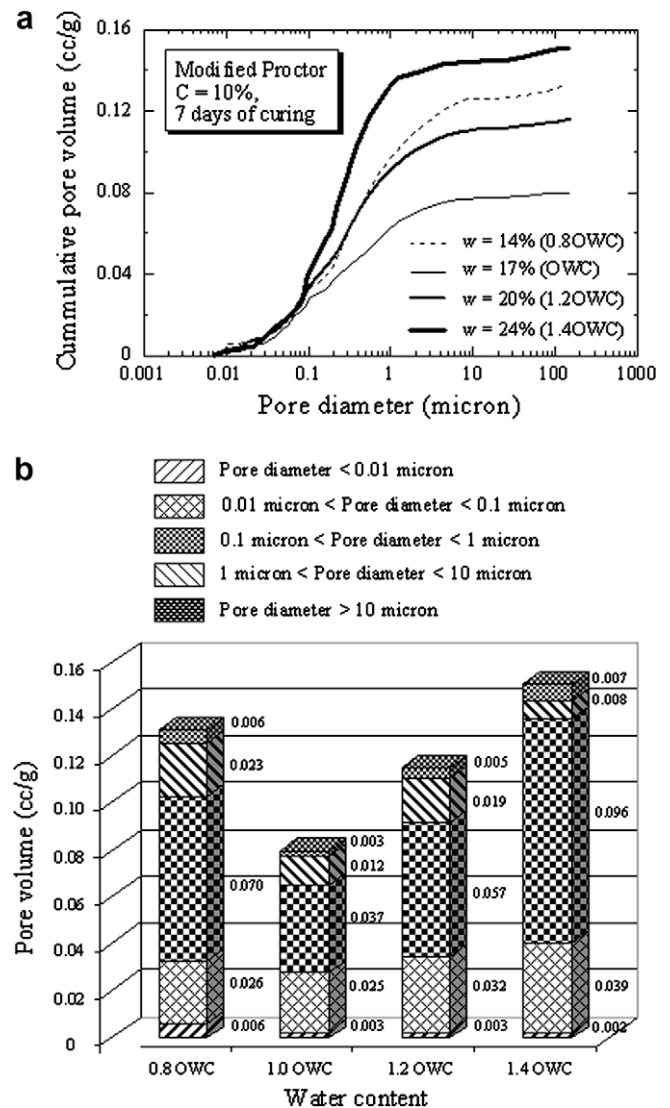 a
Cummulative pore volume (cc/g)
0.16
0.12
0.08
0.04
0
Modified Proctor
C = 10%,
7 days of curing
w = 14% (0.8OWC)
w = 17% (OWC)
w = 20% (1.2OWC)
w = 24% (1.4OWC)
0.001 0.01 0.1 1 10 100 1000
Pore diameter (micron)
b
Pore diameter < 0.01 micron
0.01 micron < Pore diameter < 0.1 micron
0.1 micron < Pore diameter < 1 micron
1 micron < Pore diameter < 10 micron
Pore diameter > 10 micron
Pore volume (cc/g)
0.16
0.14
0.12
0.10
0.08
0.06
0.04
0.02
0
0.006
0.023
0.070
0.026
0.006
0.003
0.012
0.037
0.025
0.003
0.005
0.019
0.057
0.032
0.003
0.007
0.008
0.096
0.039
0.002
0.8 OWC 1.0 OWC 1.2 OWC 1.4 OWC
Water content